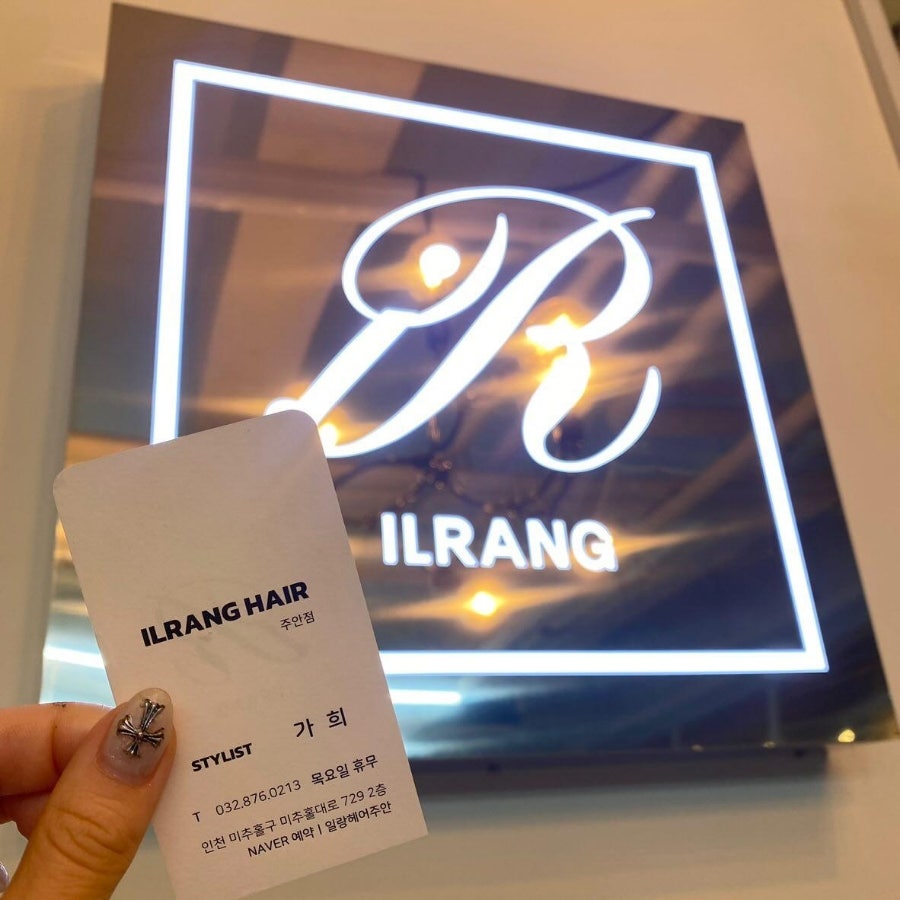 R
ILRANG
ILRANG HAIR
주안점
STYLIST 가 희
T 032.876.0213 목요일 휴무
인천 미추홀구 미추홀대로 729 2층
NAVER 예약 | 일랑헤어주안